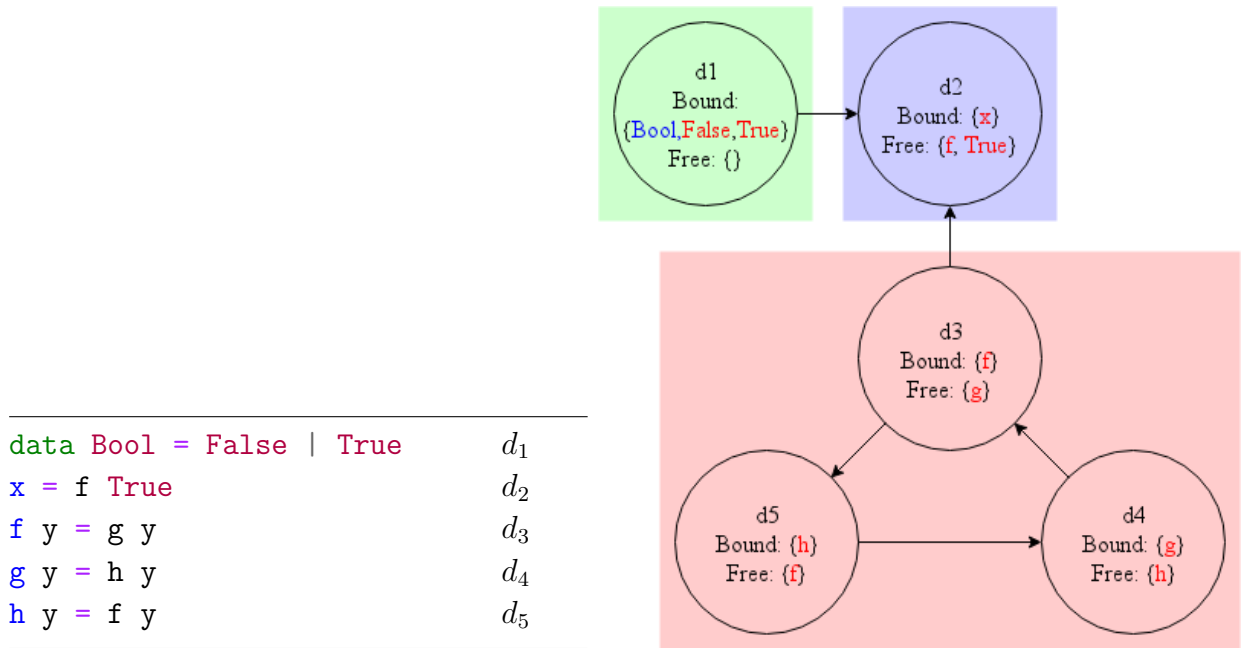 data Bool = False | True d1
x = f True d2
f y = g y d3
g y = h y d4
h y = f y d5
d1
Bound:
{Bool,False,True}
Free: {}
d2
Bound: {x}
Free: {f, True}
d3
Bound: {f}
Free: {g}
d5
Bound: {h}
Free: {f}
d4
Bound: {g}
Free: {h}